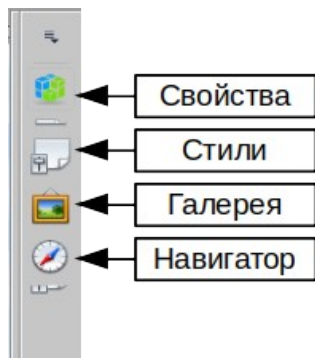 Свойства
Стили
Галерея
Навигатор